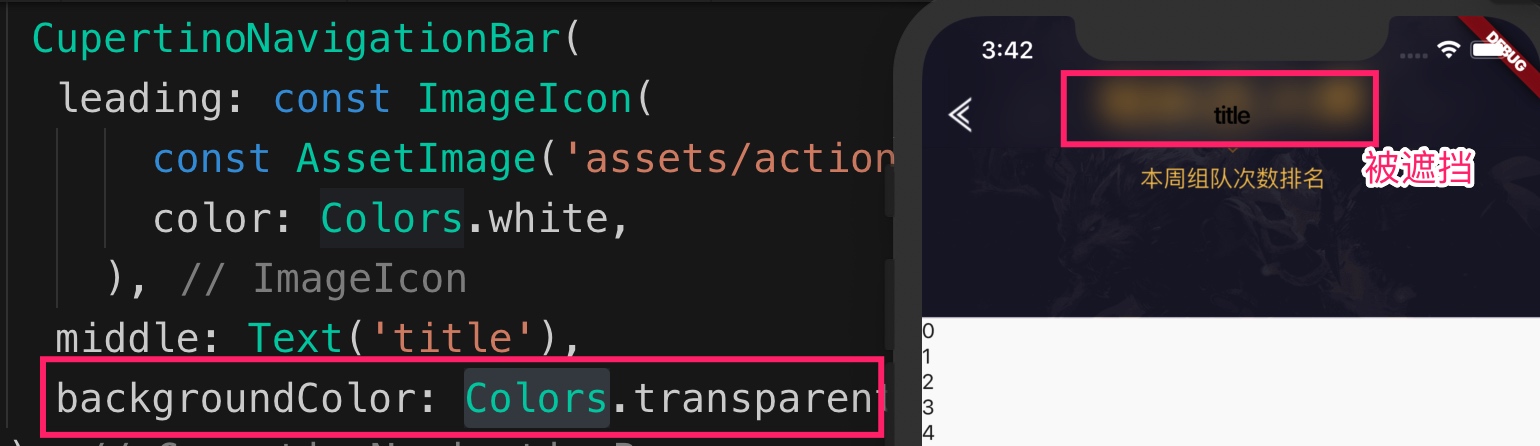 CupertinoNavigationBar(
leading: const ImageIcon(
const AssetImage('assets/action
color: Colors.white,
), // ImageIcon
middle: Text('title'),
backgroundColor: Colors.transparent
3:42
DEBUG
title
被遮挡
本周组队次数排名
0
1
2
3
4